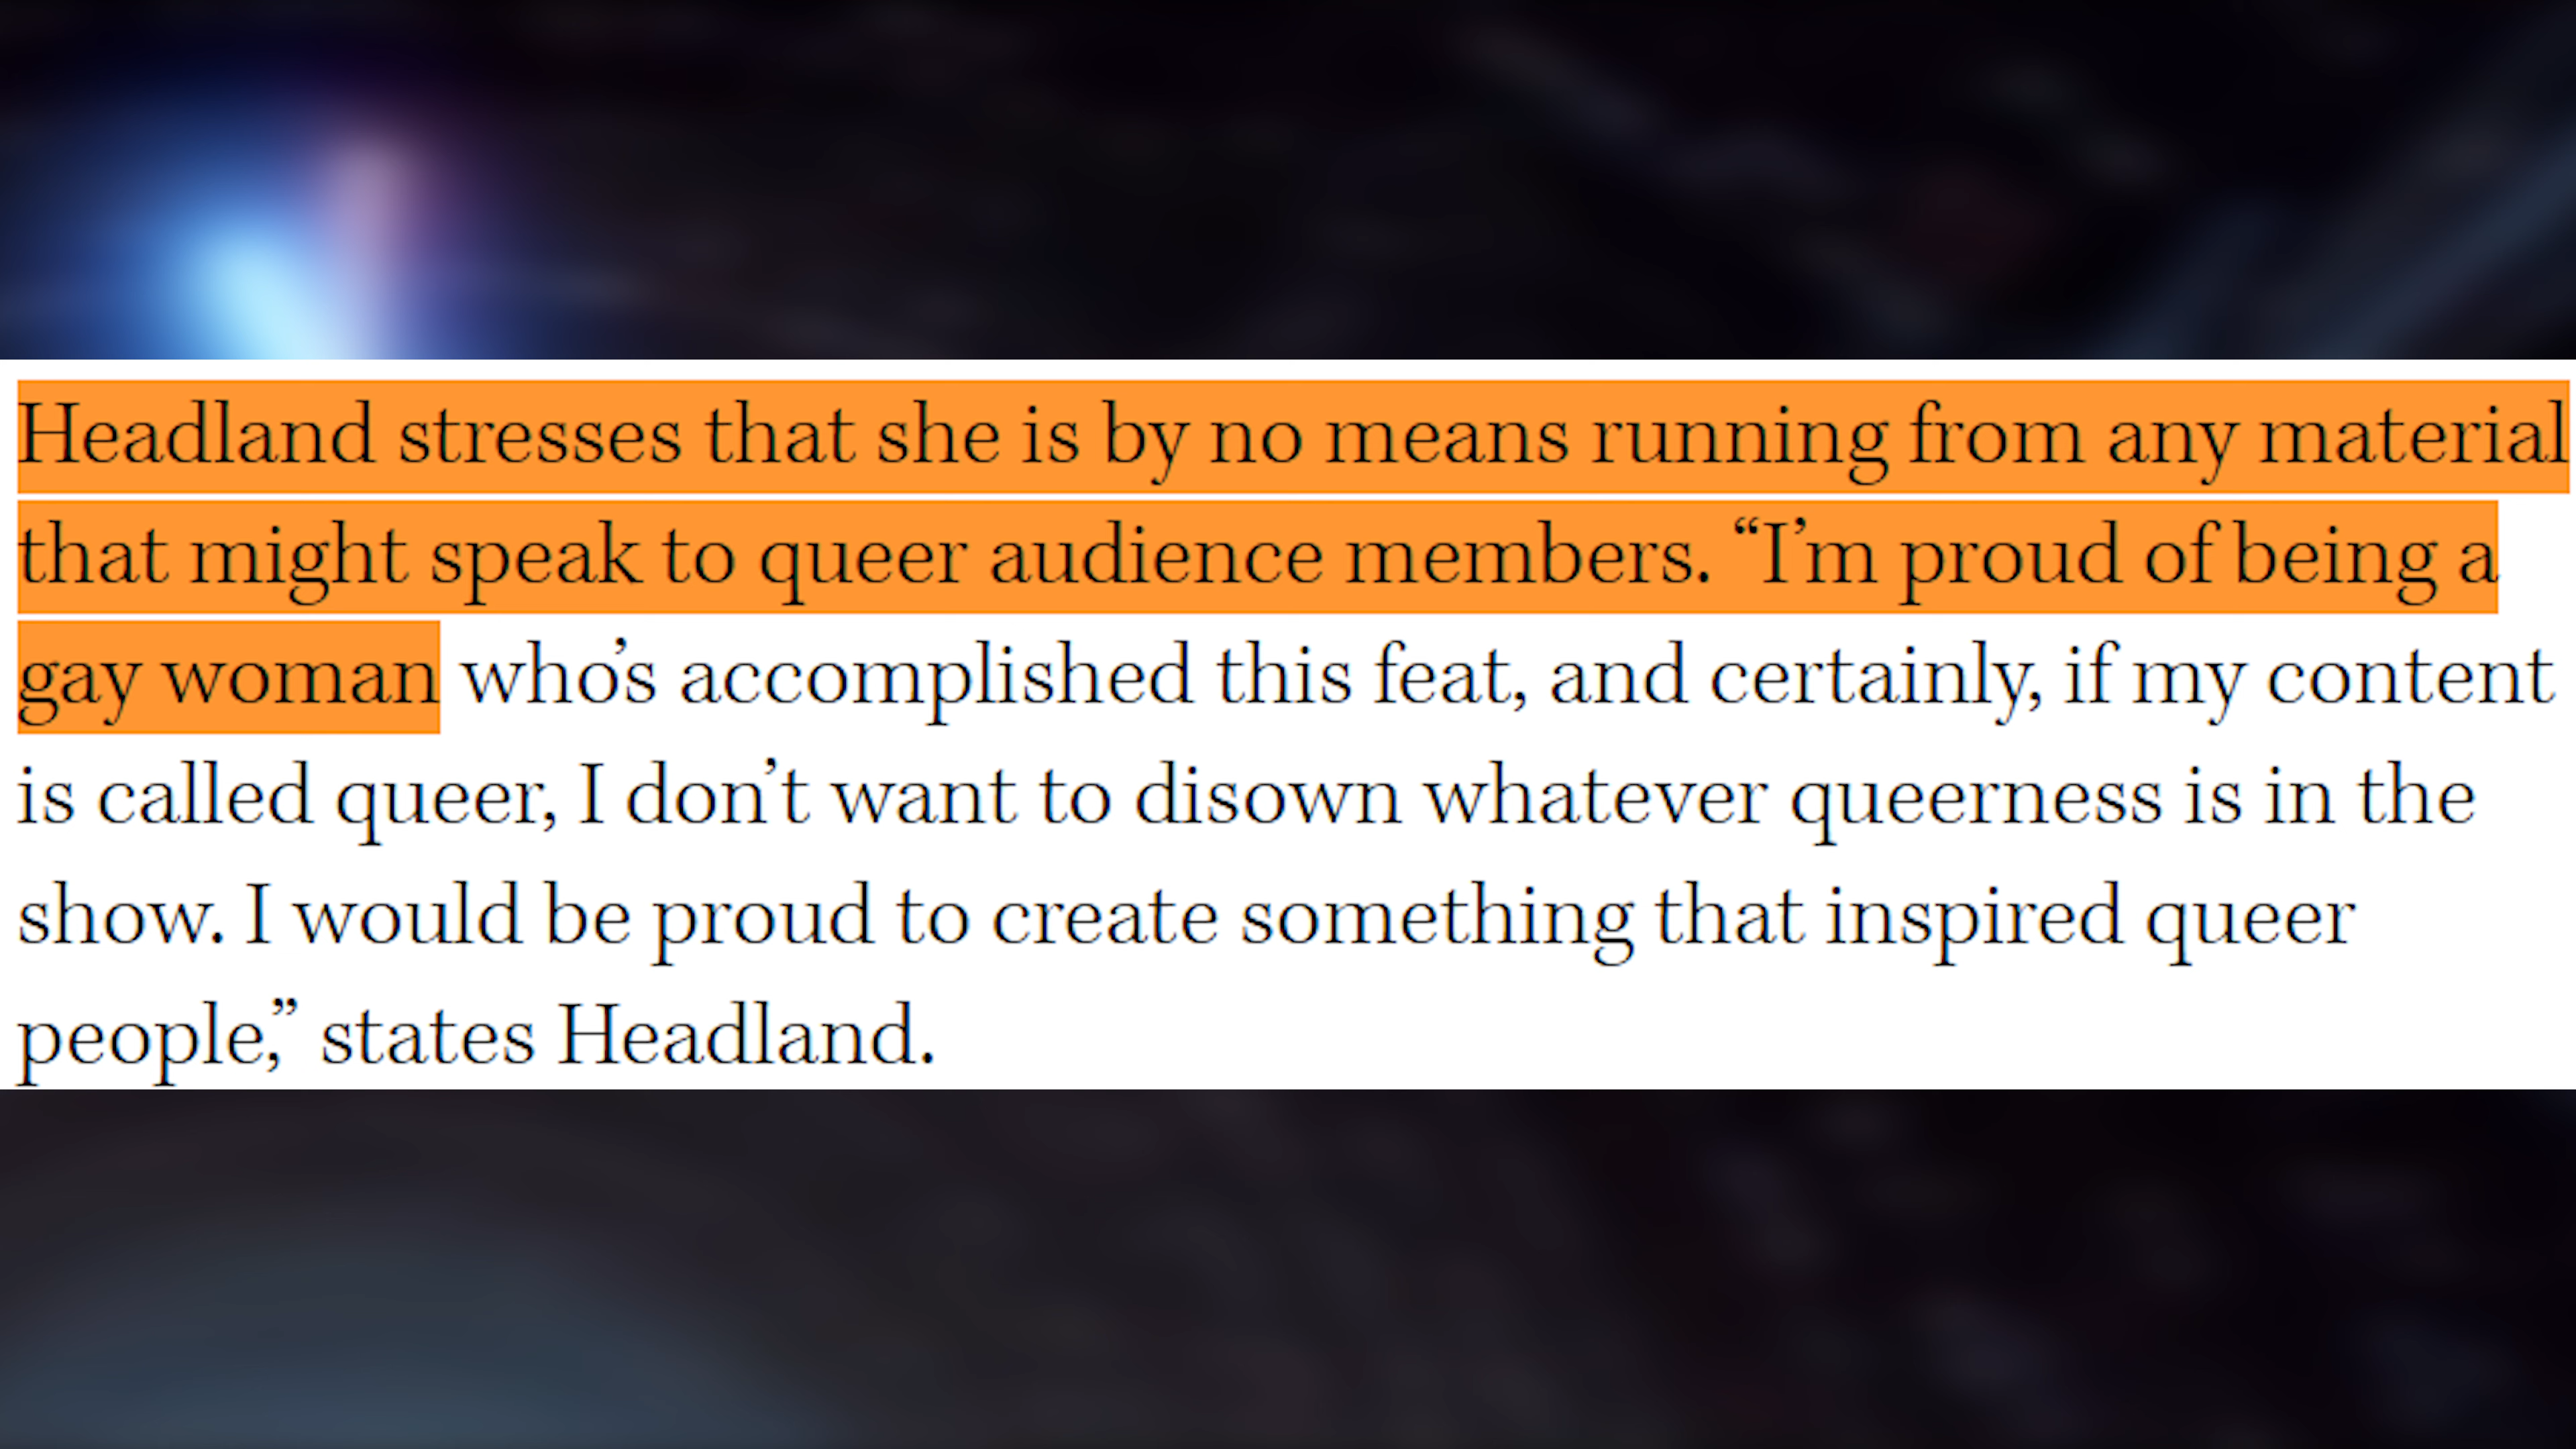 Headland stresses that she is by no means running from any material
that might speak to queer audience members. “I’m proud of being a
gay woman who’s accomplished this feat, and certainly, if my content
is called queer, I don’t want to disown whatever queerness is in the
show. I would be proud to create something that inspired queer
people,” states Headland.